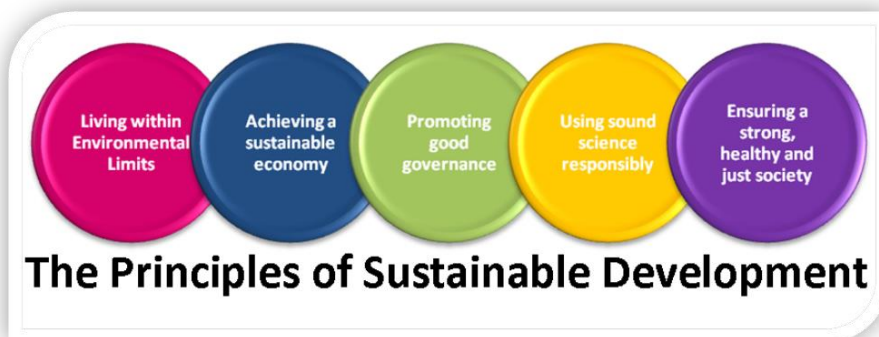 Living within
Environmental
Limits
Achieving a
sustainable
economy
Promoting
good
governance
Using sound
science
responsibly
Ensuring a
strong,
healthy and
just society
The Principles of Sustainable Development